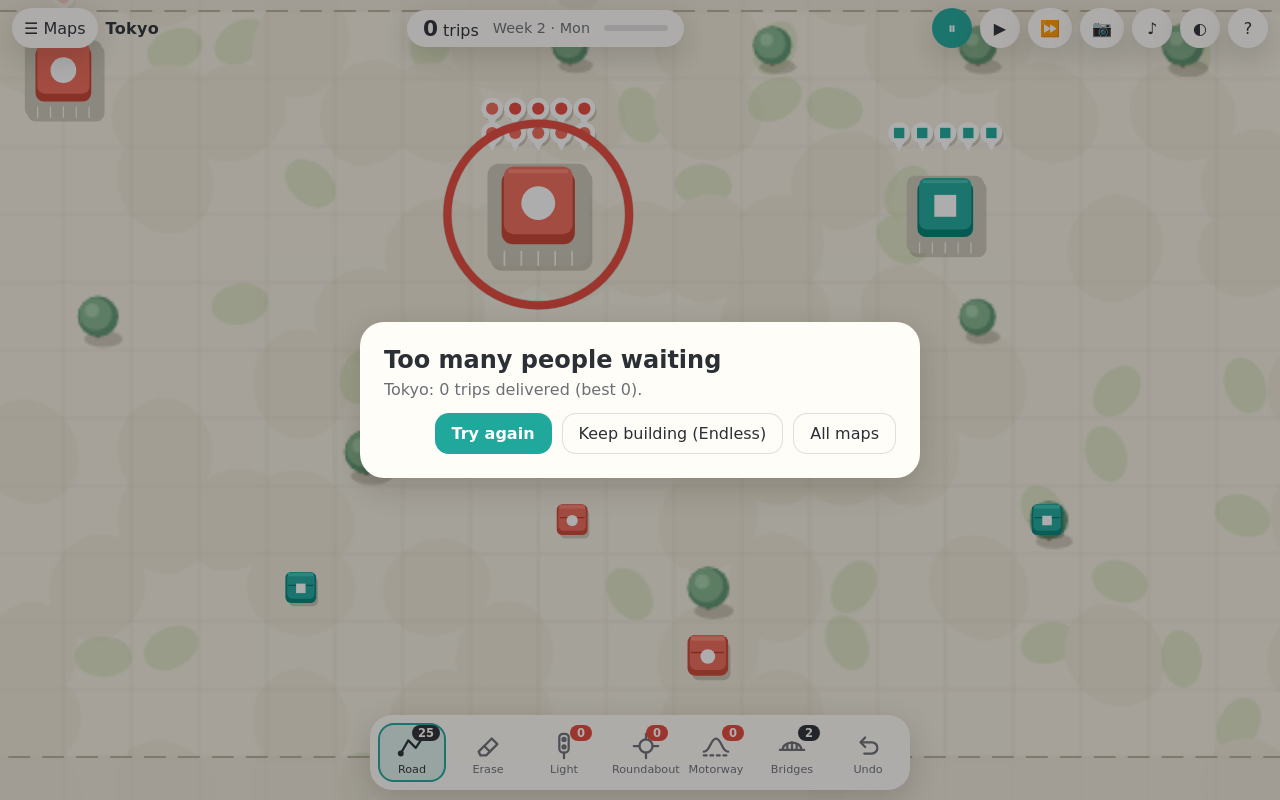 ☰ Maps Tokyo 0 trips Week 2 · Mon ?
Too many people waiting
Tokyo: 0 trips delivered (best 0).
Try again Keep building (Endless) All maps
25 0 0 0 2
Road Erase Light Roundabout Motorway Bridges Undo